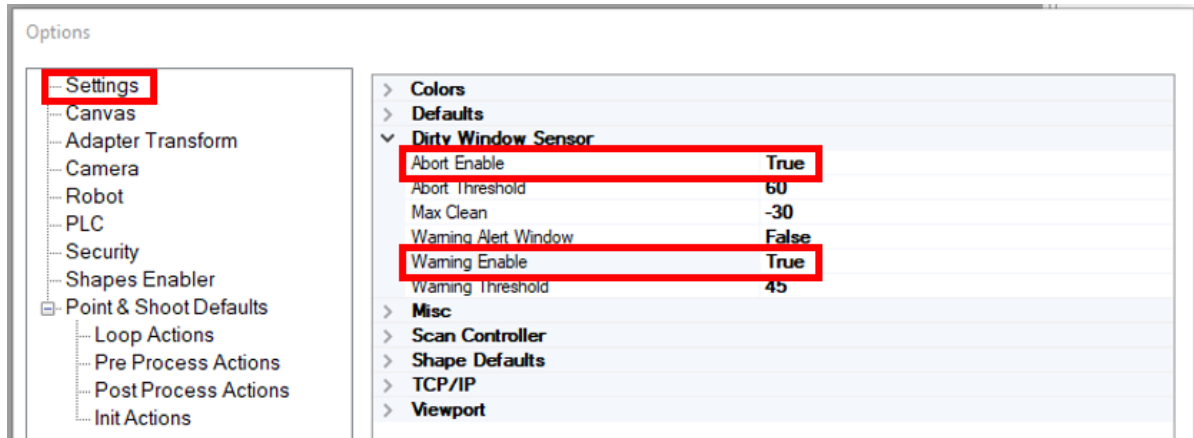 Options
Settings
Canvas
Adapter Transform
Camera
Robot
PLC
Security
Shapes Enabler
Point & Shoot Defaults
Loop Actions
Pre Process Actions
Post Process Actions
Init Actions
Colors
Defaults
Dirty Window Sensor
Abort Enable True
Abort Threshold 60
Max Clean -30
Warning Alert Window False
Warning Enable True
Warning Threshold 45
Misc
Scan Controller
Shape Defaults
TCP/IP
Viewport